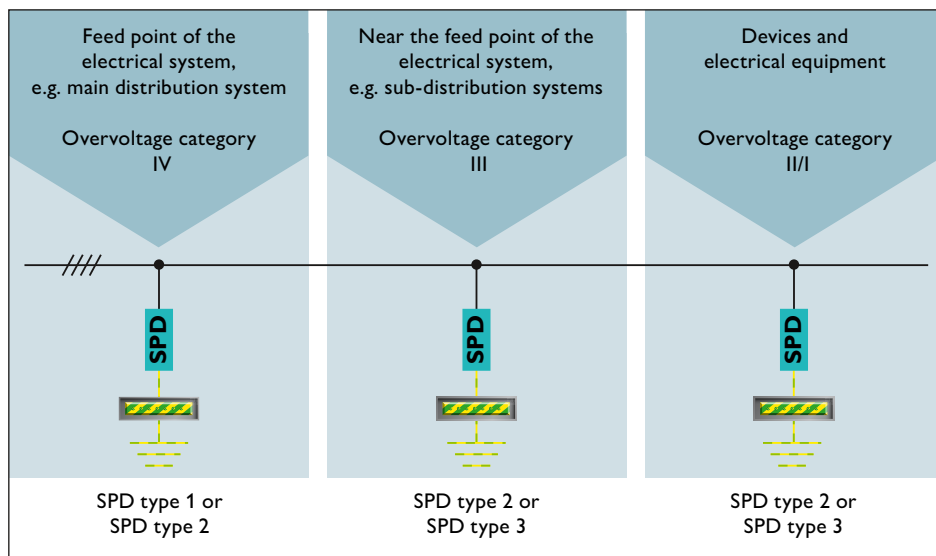 Feed point of the
electrical system,
e.g. main distribution system
Overvoltage category
IV
Near the feed point of the
electrical system,
e.g. sub-distribution systems
Overvoltage category
III
Devices and
electrical equipment
Overvoltage category
II/I
SPD
SPD
SPD
SPD type 1 or
SPD type 2
SPD type 2 or
SPD type 3
SPD type 2 or
SPD type 3